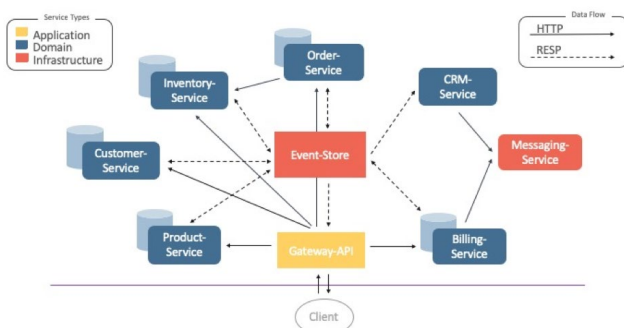 Service Types
Application
Domain
Infrastructure
Data Flow
HTTP
RESP
Order-
Service
Inventory-
Service
CRM-
Service
Customer-
Service
Event-Store
Messaging-
Service
Product-
Service
Gateway-API
Billing-
Service
Client